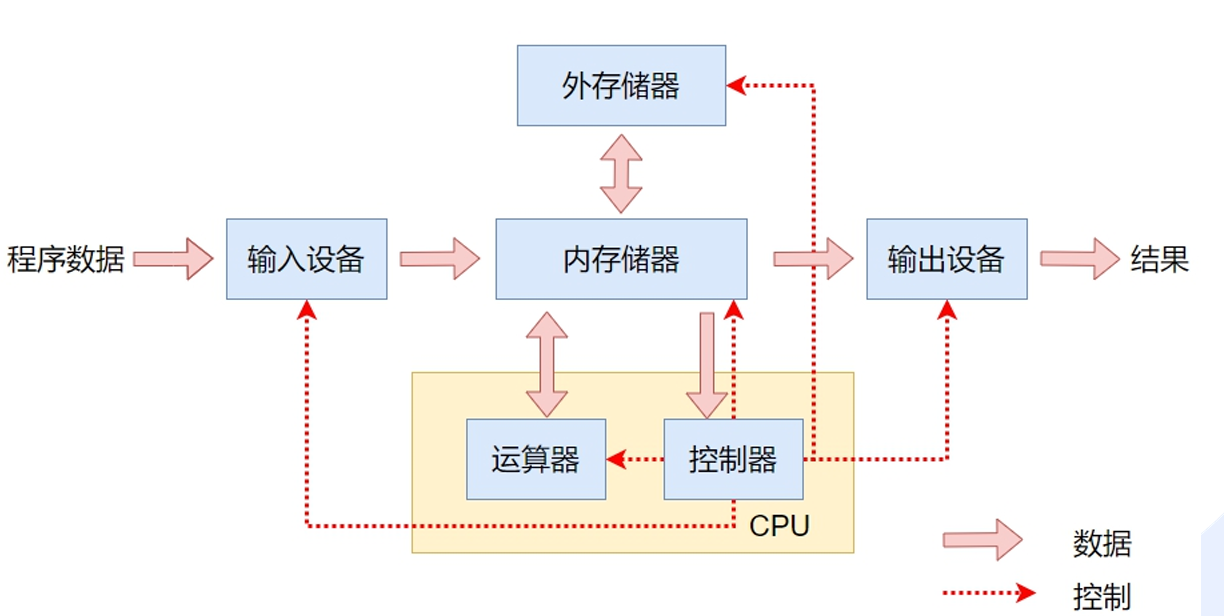 外存储器
程序数据
输入设备
内存储器
输出设备
结果
运算器
控制器
CPU
数据
控制